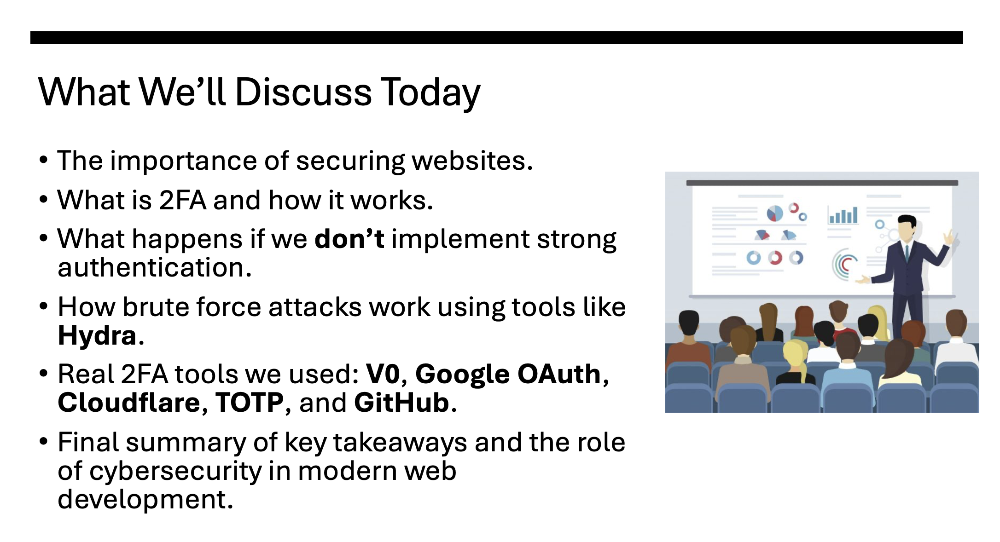 What We’ll Discuss Today
• The importance of securing websites.
• What is 2FA and how it works.
• What happens if we don’t implement strong
authentication.
• How brute force attacks work using tools like
Hydra.
• Real 2FA tools we used: V0, Google OAuth,
Cloudflare, TOTP, and GitHub.
• Final summary of key takeaways and the role
of cybersecurity in modern web
development.